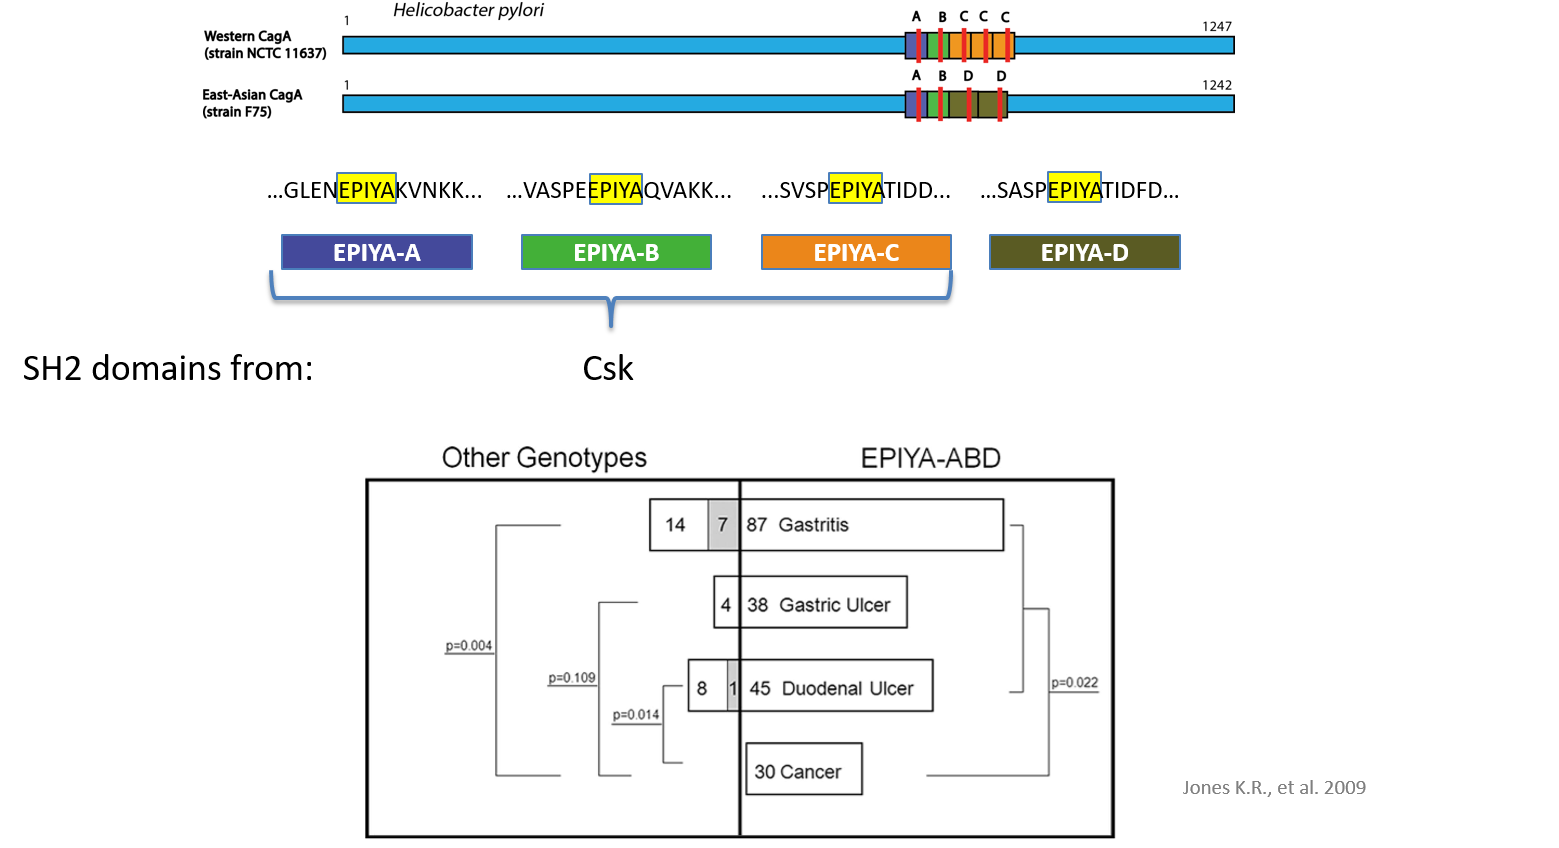 Helicobacter pylori
A B C C C
1
1247
Western CagA
(strain NCTC 11637)
A B D D
1
1242
East-Asian CagA
(strain F75)
...GLENEPIYAKVNKK... ...VASPEEPIYAQVAKK... ...SVSPEPIYATIDD... ...SASPEPIYATIDFD...
EPIYA-A EPIYA-B EPIYA-C EPIYA-D
SH2 domains from: Csk
Other Genotypes EPIYA-ABD
14 7 87 Gastritis
4 38 Gastric Ulcer
p=0.004
p=0.109
8 1 45 Duodenal Ulcer
p=0.022
p=0.014
30 Cancer
Jones K.R., et al. 2009